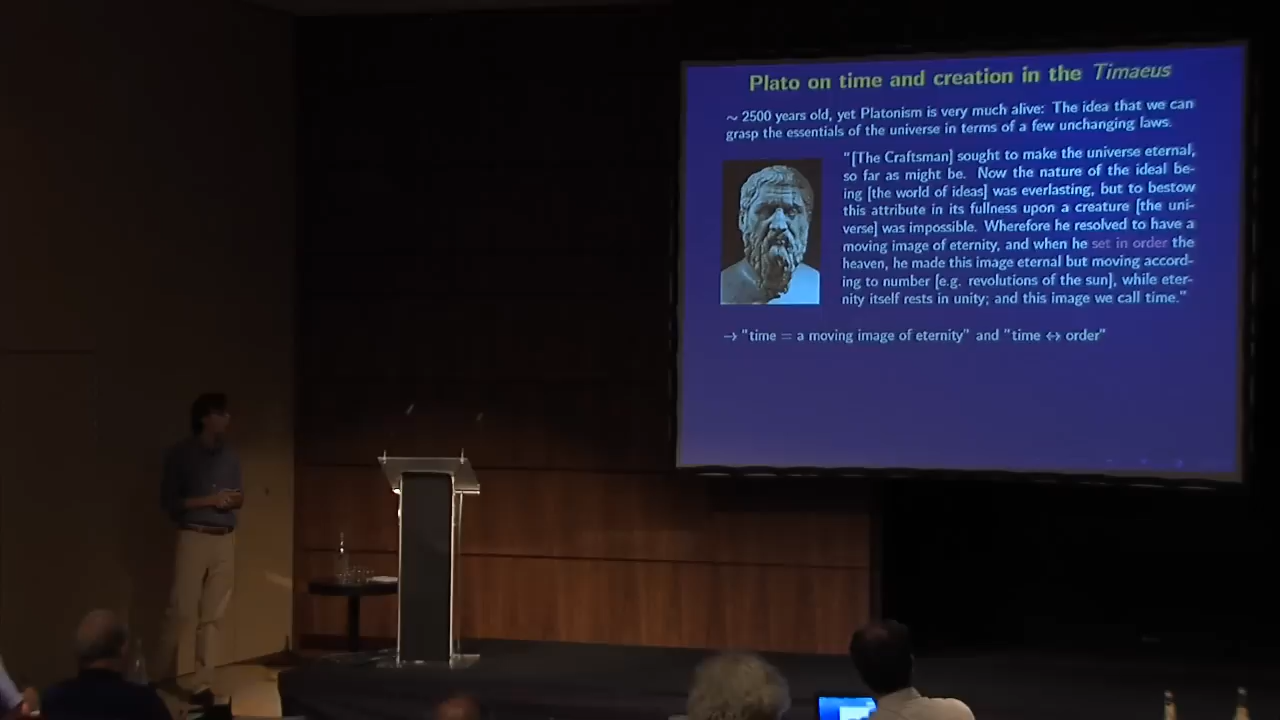 Plato on time and creation in the Timaeus
~ 2500 years old, yet Platonism is very much alive: The idea that we can
grasp the essentials of the universe in terms of a few unchanging laws.
"[The Craftsman] sought to make the universe eternal,
so far as might be. Now the nature of the ideal be-
ing [the world of ideas] was everlasting, but to bestow
this attribute in its fullness upon a creature [the uni-
verse] was impossible. Wherefore he resolved to have a
moving image of eternity, and when he set in order the
heaven, he made this image eternal but moving accord-
ing to number [e.g. revolutions of the sun], while eter-
nity itself rests in unity; and this image we call time."
→ "time = a moving image of eternity" and "time ↔ order"